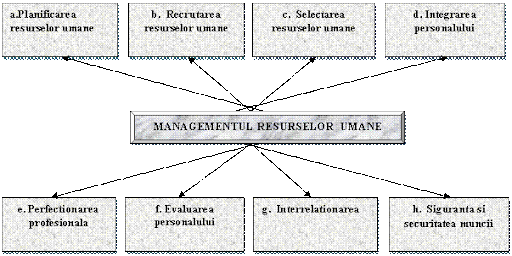 a.Planificarea
resurselor umane
b. Recrutarea
resurselor umane
c. Selectarea
resurselor umane
d. Integrarea
personalului
MANAGEMENTUL RESURSELOR UMANE
e. Perfectionarea
profesionala
f. Evaluarea
personalului
g. Interrelationarea
h. Siguranta si
securitatea muncii